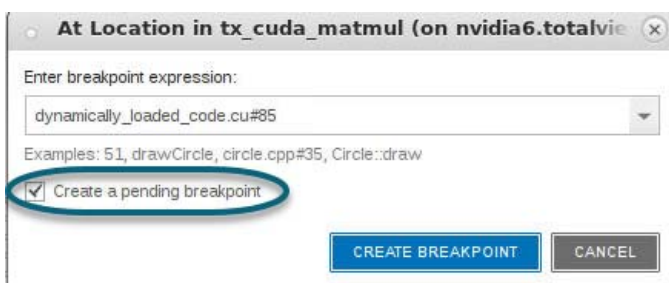 At Location in tx_cuda_matmul (on nvidia6.totalvie
Enter breakpoint expression:
dynamically_loaded_code.cu#85
Examples: 51, drawCircle, circle.cpp#35, Circle::draw
Create a pending breakpoint
CREATE BREAKPOINT CANCEL